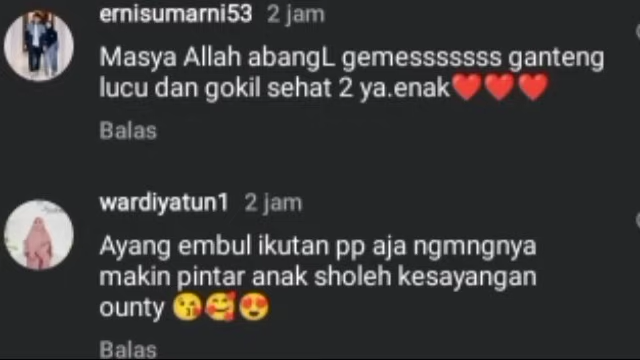 ernisumarni53 2 jam
Masya Allah abangL gemesssssss ganteng
lucu dan gokil sehat 2 ya.enak❤️❤️❤️
Balas
wardiyatun1 2 jam
Ayang embul ikutan pp aja ngmngnya
makin pintar anak sholeh kesayangan
ounty 😘🥰😍
Balas